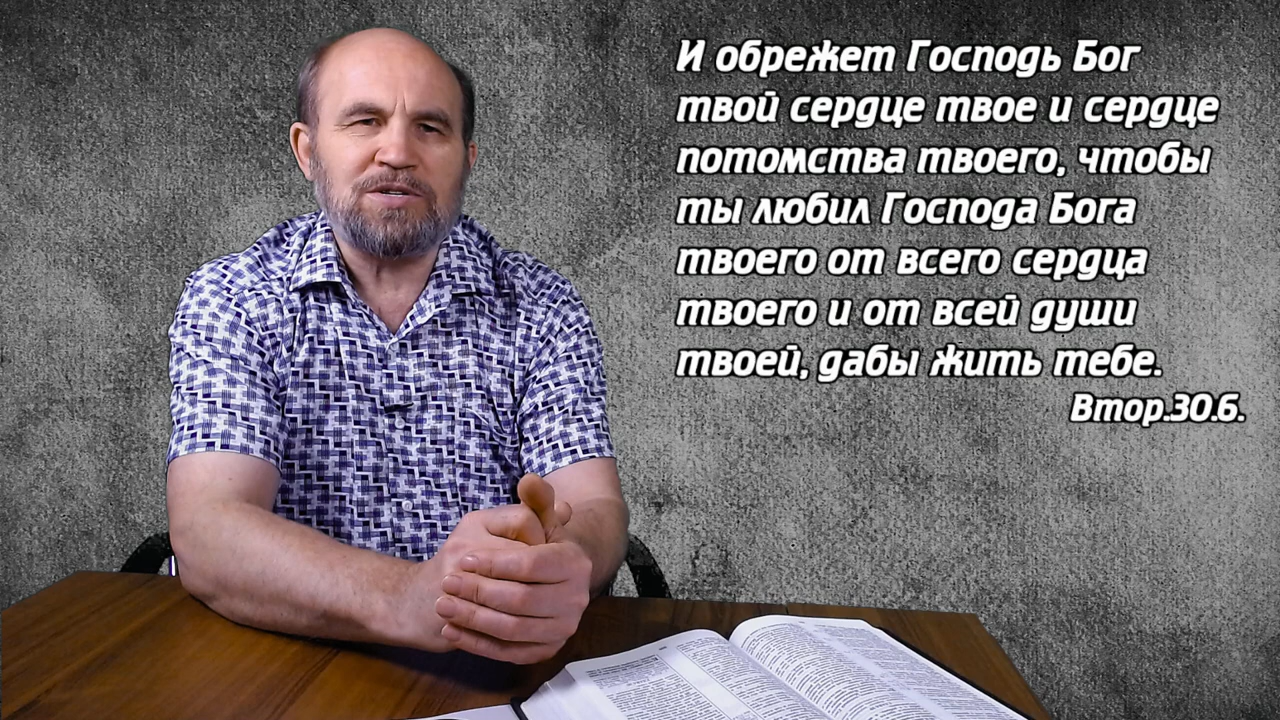 И обрежет Господь Бог
твой сердце твое и сердце
потомства твоего, чтобы
ты любил Господа Бога
твоего от всего сердца
твоего и от всей души
твоей, дабы жить тебе.
Втор.30.6.